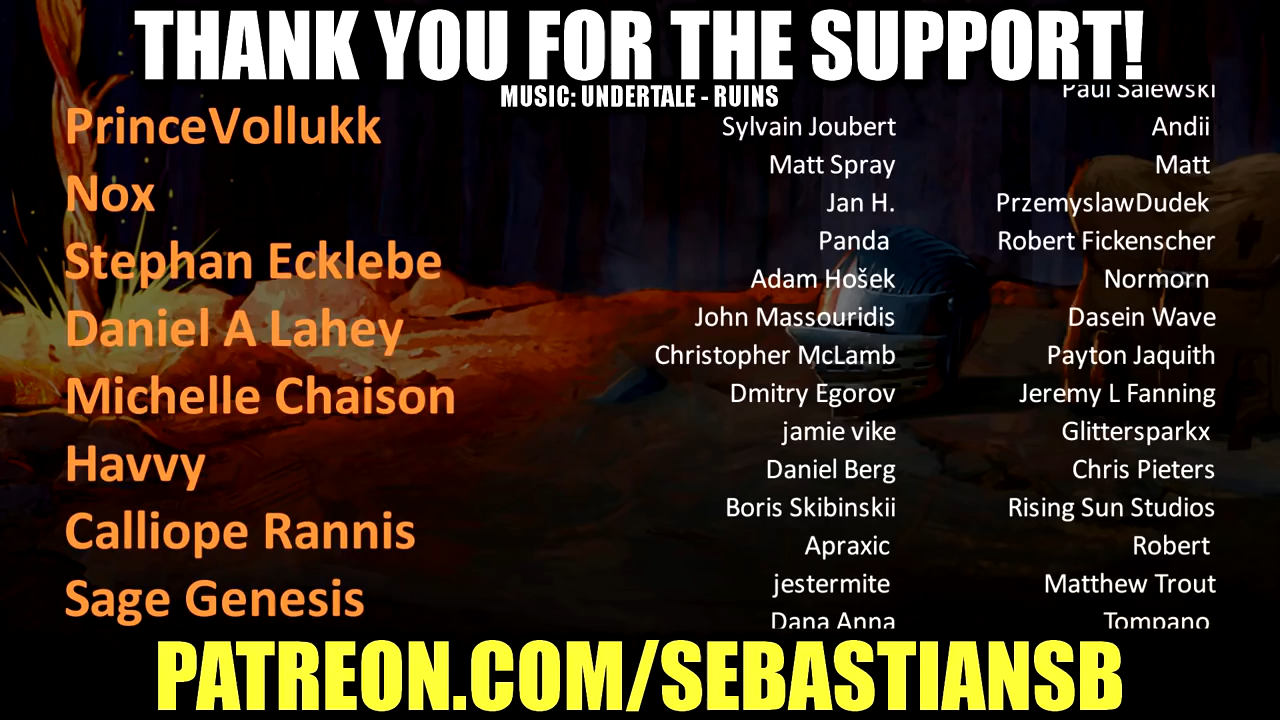 THANK YOU FOR THE SUPPORT!
MUSIC: UNDERTALE - RUINS
PrinceVollukk
Nox
Stephan Ecklebe
Daniel A Lahey
Michelle Chaison
Havvy
Calliope Rannis
Sage Genesis
Sylvain Joubert
Matt Spray
Jan H.
Panda
Adam Hošek
John Massouridis
Christopher McLamb
Dmitry Egorov
jamie vike
Daniel Berg
Boris Skibinskii
Apraxic
jestermite
Dana Anna
Paul Salewski
Andii
Matt
PrzemyslawDudek
Robert Fickenscher
Normorn
Dasein Wave
Payton Jaquith
Jeremy L Fanning
Glittersparkx
Chris Pieters
Rising Sun Studios
Robert
Matthew Trout
Tompano
PATREON.COM/SEBASTIANSB